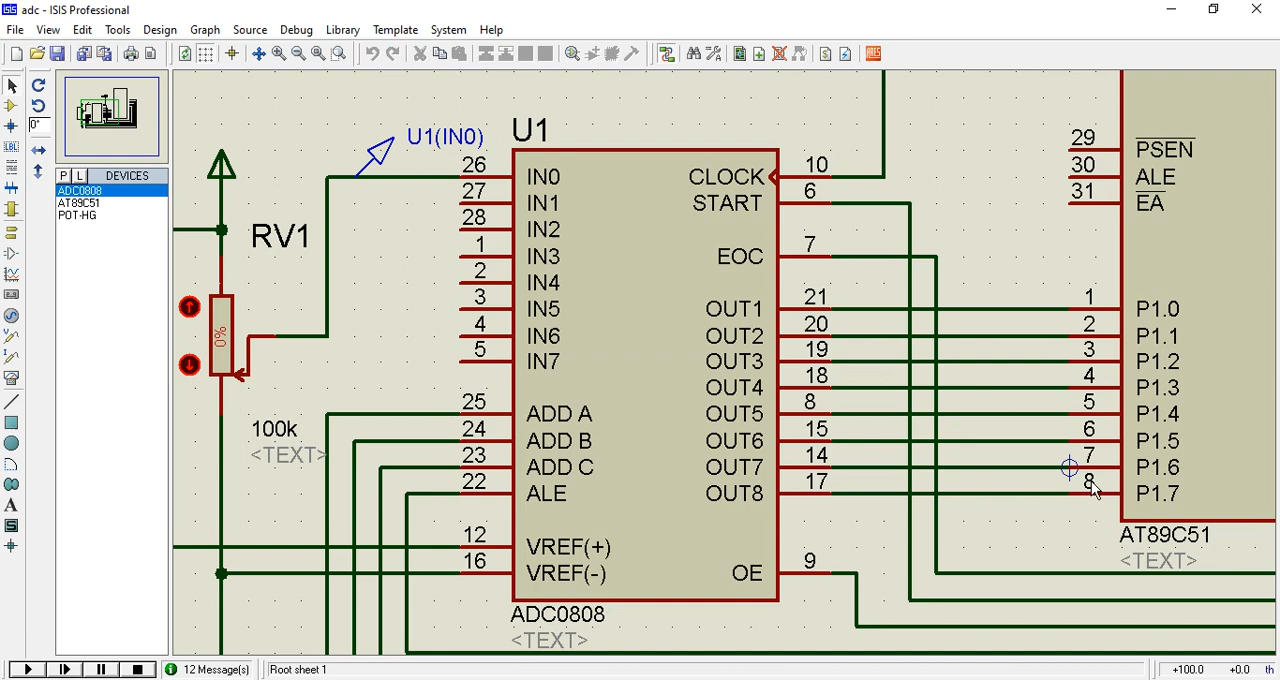 adc - ISIS Professional
File View Edit Tools Design Graph Source Debug Library Template System Help
ARES
LBL
0°
P L DEVICES
ADC0808
AT89C51
POT-HG
A
S
RV1
0%
100k
<TEXT>
U1(IN0)
U1
26 IN0 CLOCK 10
27 IN1 START 6
28 IN2
1 IN3 EOC 7
2 IN4
3 IN5 OUT1 21
4 IN6 OUT2 20
5 IN7 OUT3 19
OUT4 18
25 ADD A OUT5 8
24 ADD B OUT6 15
23 ADD C OUT7 14
22 ALE OUT8 17
12 VREF(+)
16 VREF(-) OE 9
ADC0808
<TEXT>
29 PSEN
30 ALE
31 EA
1 P1.0
2 P1.1
3 P1.2
4 P1.3
5 P1.4
6 P1.5
7 P1.6
8 P1.7
AT89C51
<TEXT>
12 Message(s) Root sheet 1 +100.0 +0.0 th